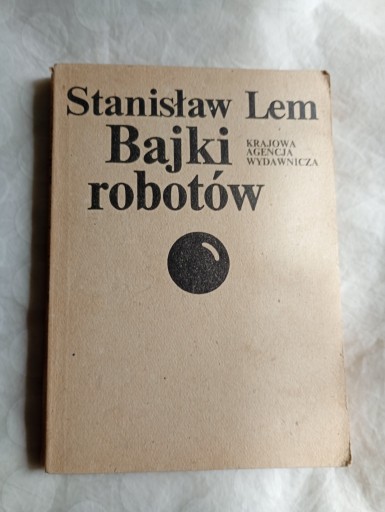 Stanisław Lem
Bajki
robotów
KRAJOWA
AGENCJA
WYDAWNICZA